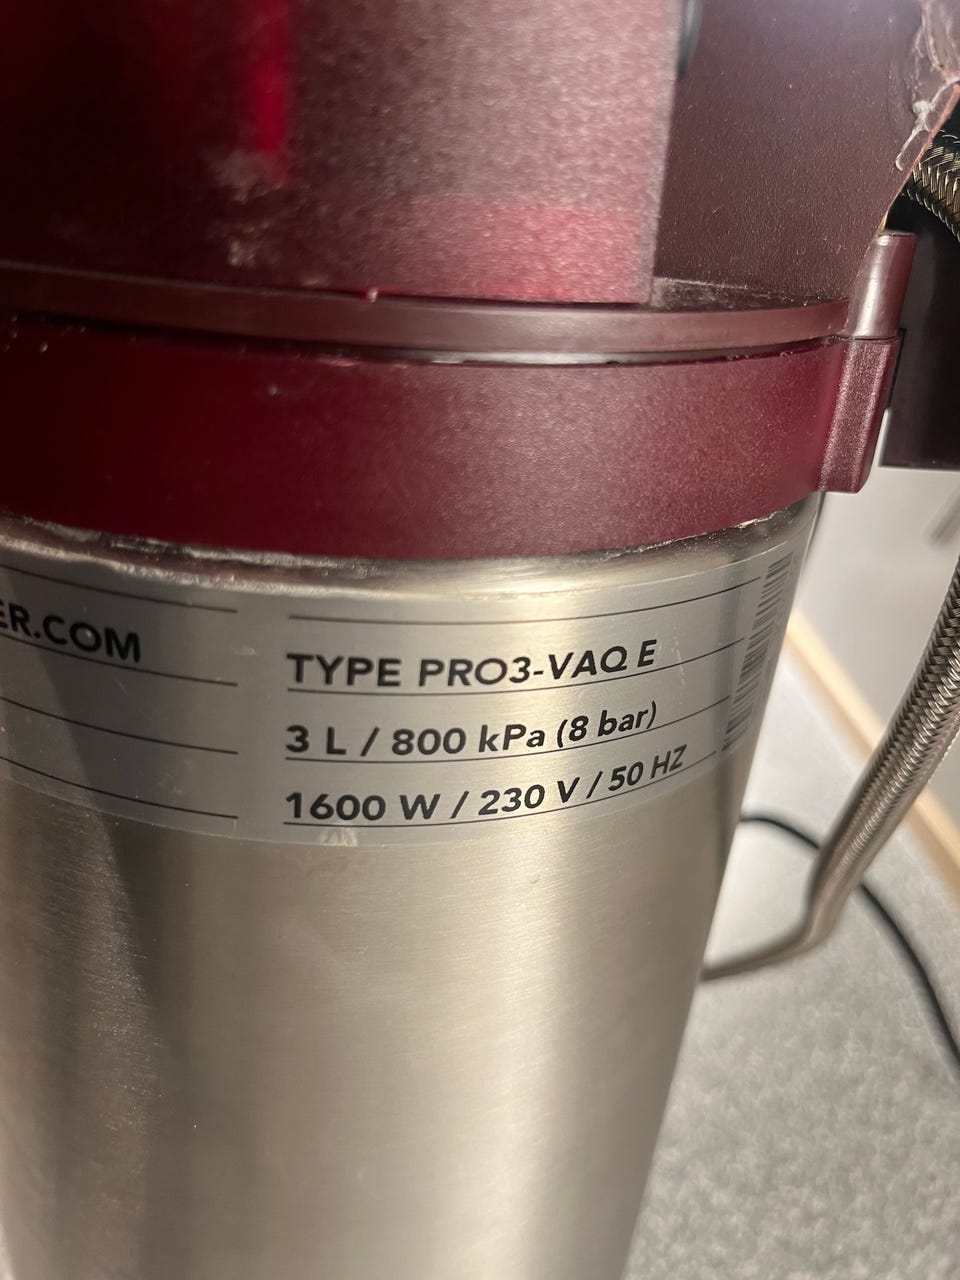 ER.COM
TYPE PRO3-VAQ E
3 L / 800 kPa (8 bar)
1600 W / 230 V / 50 HZ